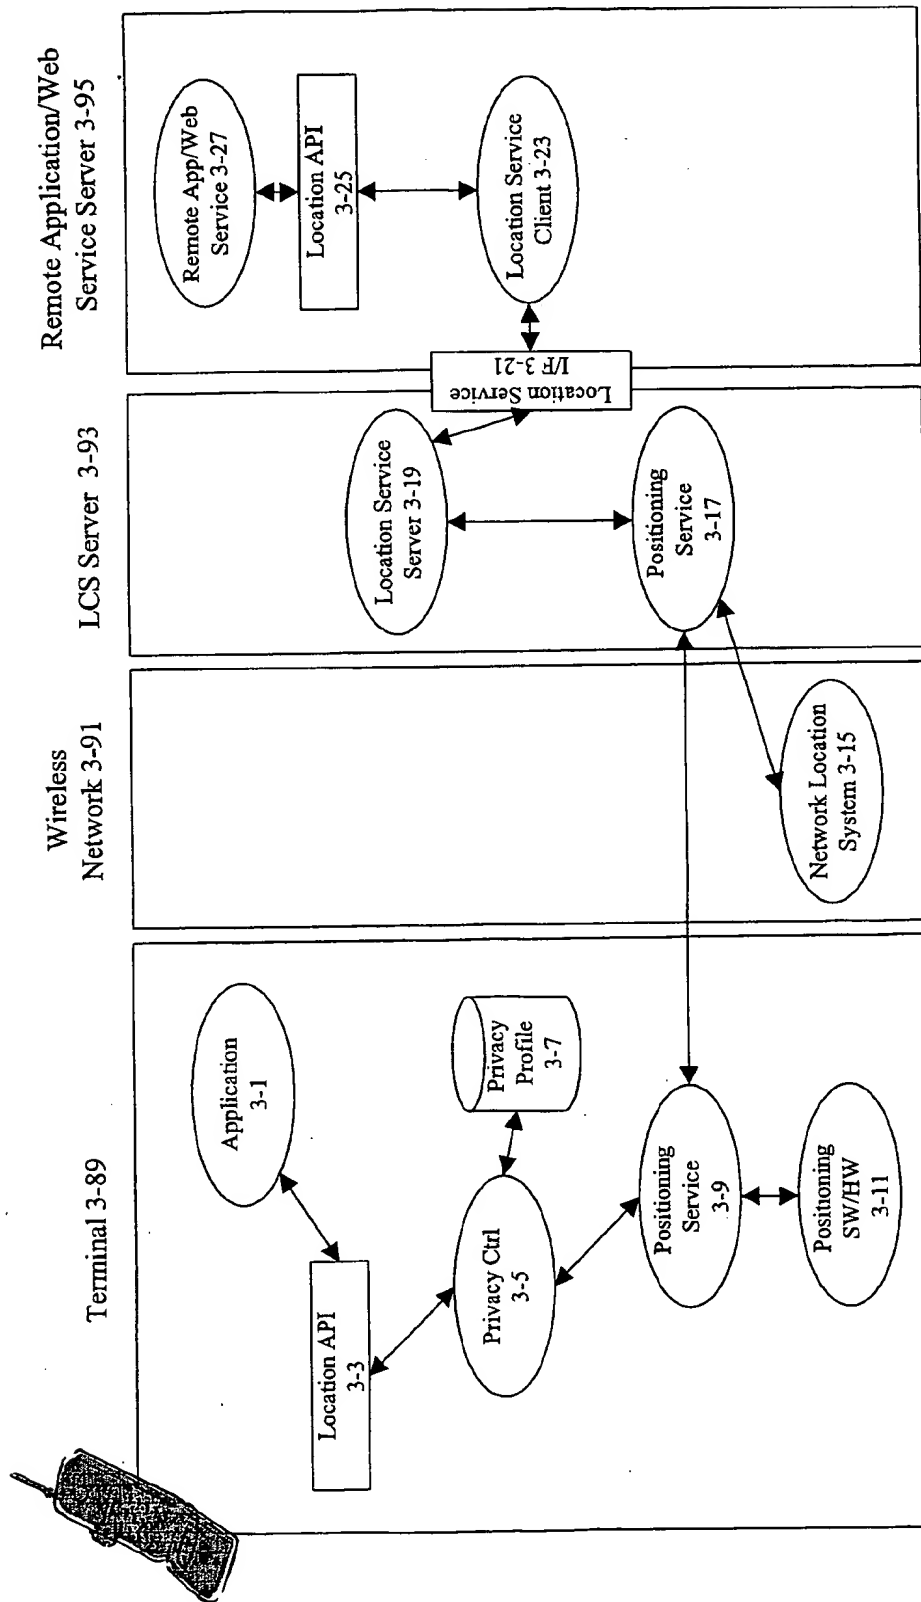 Terminal 3-89
Application
3-1
Location API
3-3
Privacy Ctrl
3-5
Privacy
Profile
3-7
Positioning
Service
3-9
Positioning
SW/HW
3-11
Wireless
Network 3-91
Network Location
System 3-15
LCS Server 3-93
Location Service
Server 3-19
Positioning
Service
3-17
Location Service
I/F 3-21
Remote Application/Web
Service Server 3-95
Remote App/Web
Service 3-27
Location API
3-25
Location Service
Client 3-23